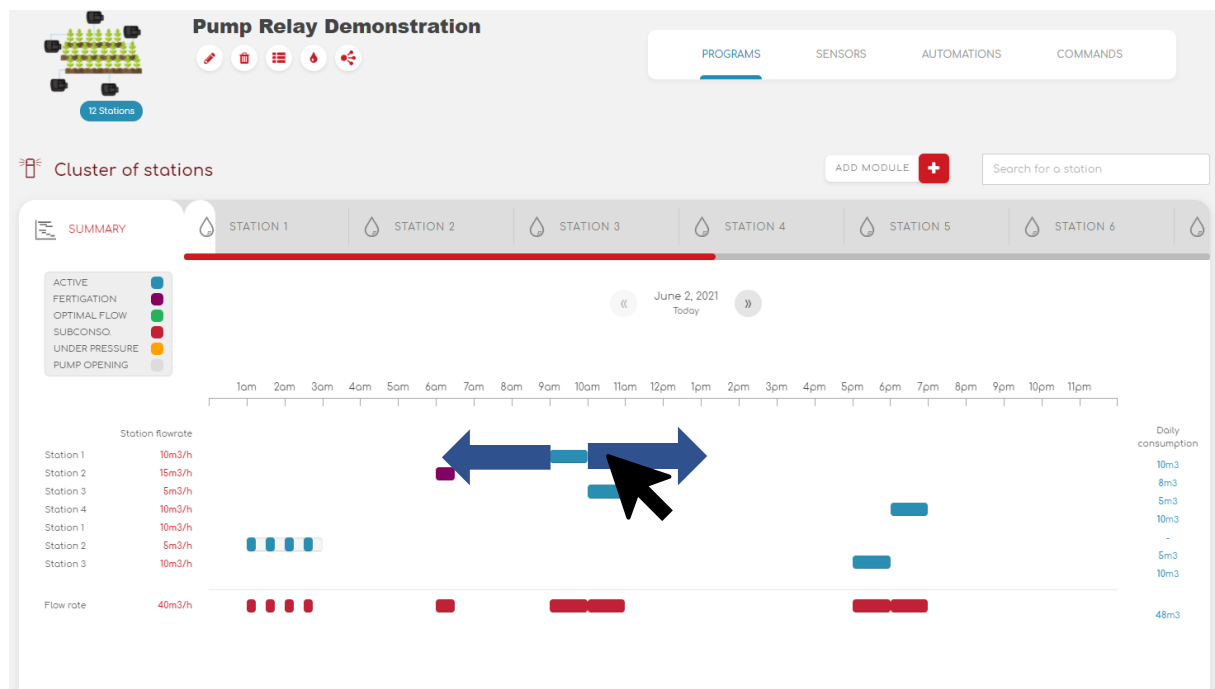 Pump Relay Demonstration
PROGRAMS SENSORS AUTOMATIONS COMMANDS
12 Stations
Cluster of stations
ADD MODULE
Search for a station
SUMMARY STATION 1 STATION 2 STATION 3 STATION 4 STATION 5 STATION 6
ACTIVE
FERTIGATION
OPTIMAL FLOW
SUBCONSO.
UNDER PRESSURE
PUMP OPENING
« June 2, 2021 »
Today
1am 2am 3am 4am 5am 6am 7am 8am 9am 10am 11am 12pm 1pm 2pm 3pm 4pm 5pm 6pm 7pm 8pm 9pm 10pm 11pm
Station flowrate
Daily
consumption
Station 1 10m3/h 10m3
Station 2 15m3/h 8m3
Station 3 5m3/h 5m3
Station 4 10m3/h 10m3
Station 1 10m3/h -
Station 2 5m3/h 5m3
Station 3 10m3/h 10m3
Flow rate 40m3/h 48m3